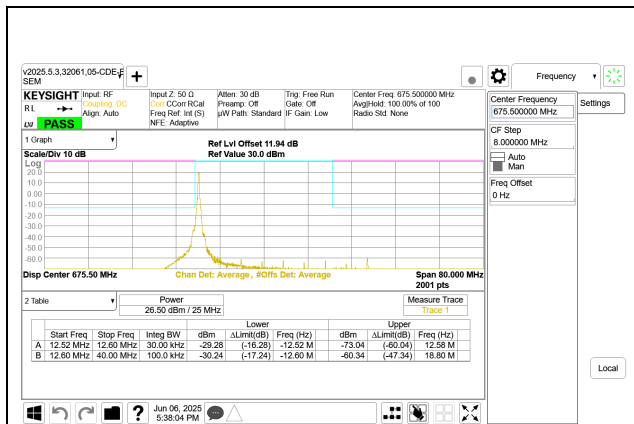 v2025.5.3,32061,05-CDE-E
SEM
+
Frequency
KEYSIGHT Input: RF
R L
Coupling: DC
Align: Auto
LXI PASS
Input Z: 50 Ω
Corr CCorr RCal
Freq Ref: Int (S)
NFE: Adaptive
Atten: 30 dB
Preamp: Off
µW Path: Standard
Trig: Free Run
Gate: Off
IF Gain: Low
Center Freq: 675.500000 MHz
Avg|Hold: 100.00% of 100
Radio Std: None
Center Frequency
675.500000 MHz
Settings
CF Step
8.000000 MHz
Auto
Man
Freq Offset
0 Hz
1 Graph
Ref Lvl Offset 11.94 dB
Scale/Div 10 dB
Ref Value 30.0 dBm
Log
20.0
10.0
0.00
-10.0
-20.0
-30.0
-40.0
-50.0
-60.0
Disp Center 675.50 MHz
Chan Det: Average , #Offs Det: Average
Span 80.000 MHz
2001 pts
2 Table
Power
26.50 dBm / 25 MHz
Measure Trace
Trace 1
Lower Upper
Start Freq Stop Freq Integ BW dBm ΔLimit(dB) Freq (Hz) dBm ΔLimit(dB) Freq (Hz)
A 12.52 MHz 12.60 MHz 30.00 kHz -29.28 (-16.28) -12.52 M -73.04 (-60.04) 12.58 M
B 12.60 MHz 40.00 MHz 100.0 kHz -30.24 (-17.24) -12.60 M -60.34 (-47.34) 18.80 M
Local
?
Jun 06, 2025
5:38:04 PM